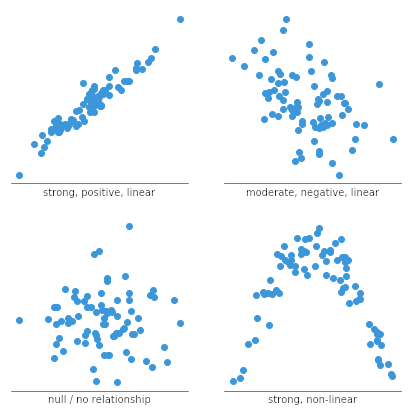 strong, positive, linear
moderate, negative, linear
null / no relationship
strong, non-linear